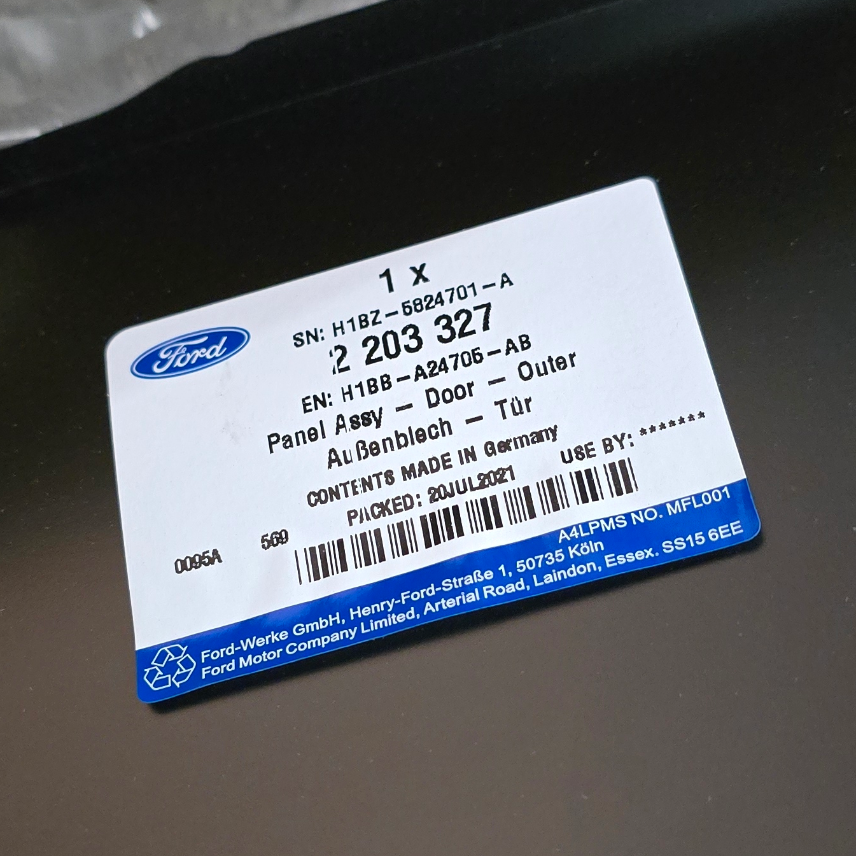 1 x
Ford
SN: H1BZ-5824701-A
2 203 327
EN: H1BB-A24705-AB
Panel Assy - Door - Outer
Außenblech - Tür
CONTENTS MADE IN Germany
PACKED: 20JUL2021 USE BY: *******
0095A 569
A4LPMS NO. MFL001
Ford-Werke GmbH, Henry-Ford-Straße 1, 50735 Köln
Ford Motor Company Limited, Arterial Road, Laindon, Essex. SS15 6EE